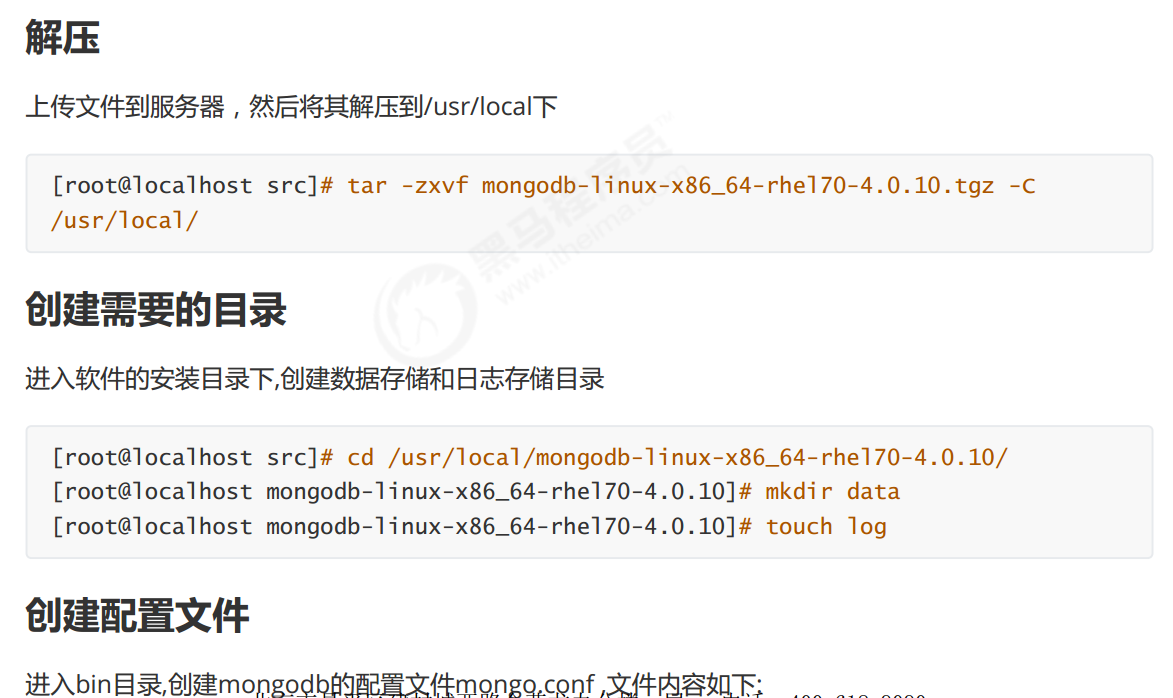 解压
上传文件到服务器，然后将其解压到/usr/local下
[root@localhost src]# tar -zxvf mongodb-linux-x86_64-rhel70-4.0.10.tgz -C
/usr/local/
黑马程序员™
www.itheima.com
创建需要的目录
进入软件的安装目录下,创建数据存储和日志存储目录
[root@localhost src]# cd /usr/local/mongodb-linux-x86_64-rhel70-4.0.10/
[root@localhost mongodb-linux-x86_64-rhel70-4.0.10]# mkdir data
[root@localhost mongodb-linux-x86_64-rhel70-4.0.10]# touch log
创建配置文件
进入bin目录,创建mongodb的配置文件mongo.conf ,文件内容如下: